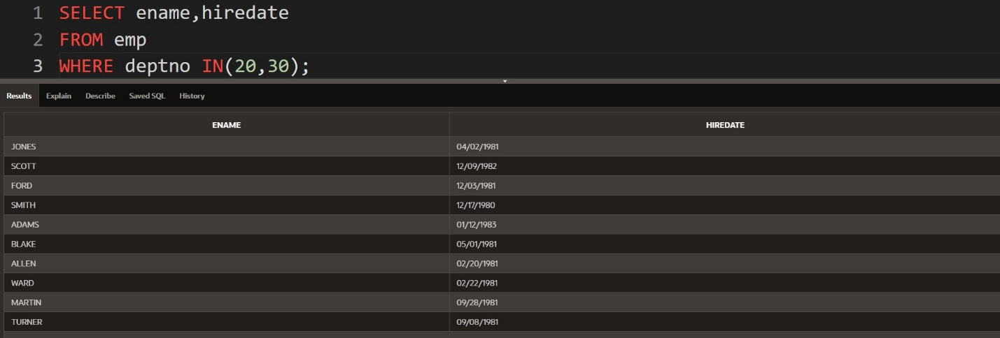 1 SELECT ename,hiredate
2 FROM emp
3 WHERE deptno IN(20,30);
Results Explain Describe Saved SQL History
ENAME HIREDATE
JONES 04/02/1981
SCOTT 12/09/1982
FORD 12/03/1981
SMITH 12/17/1980
ADAMS 01/12/1983
BLAKE 05/01/1981
ALLEN 02/20/1981
WARD 02/22/1981
MARTIN 09/28/1981
TURNER 09/08/1981